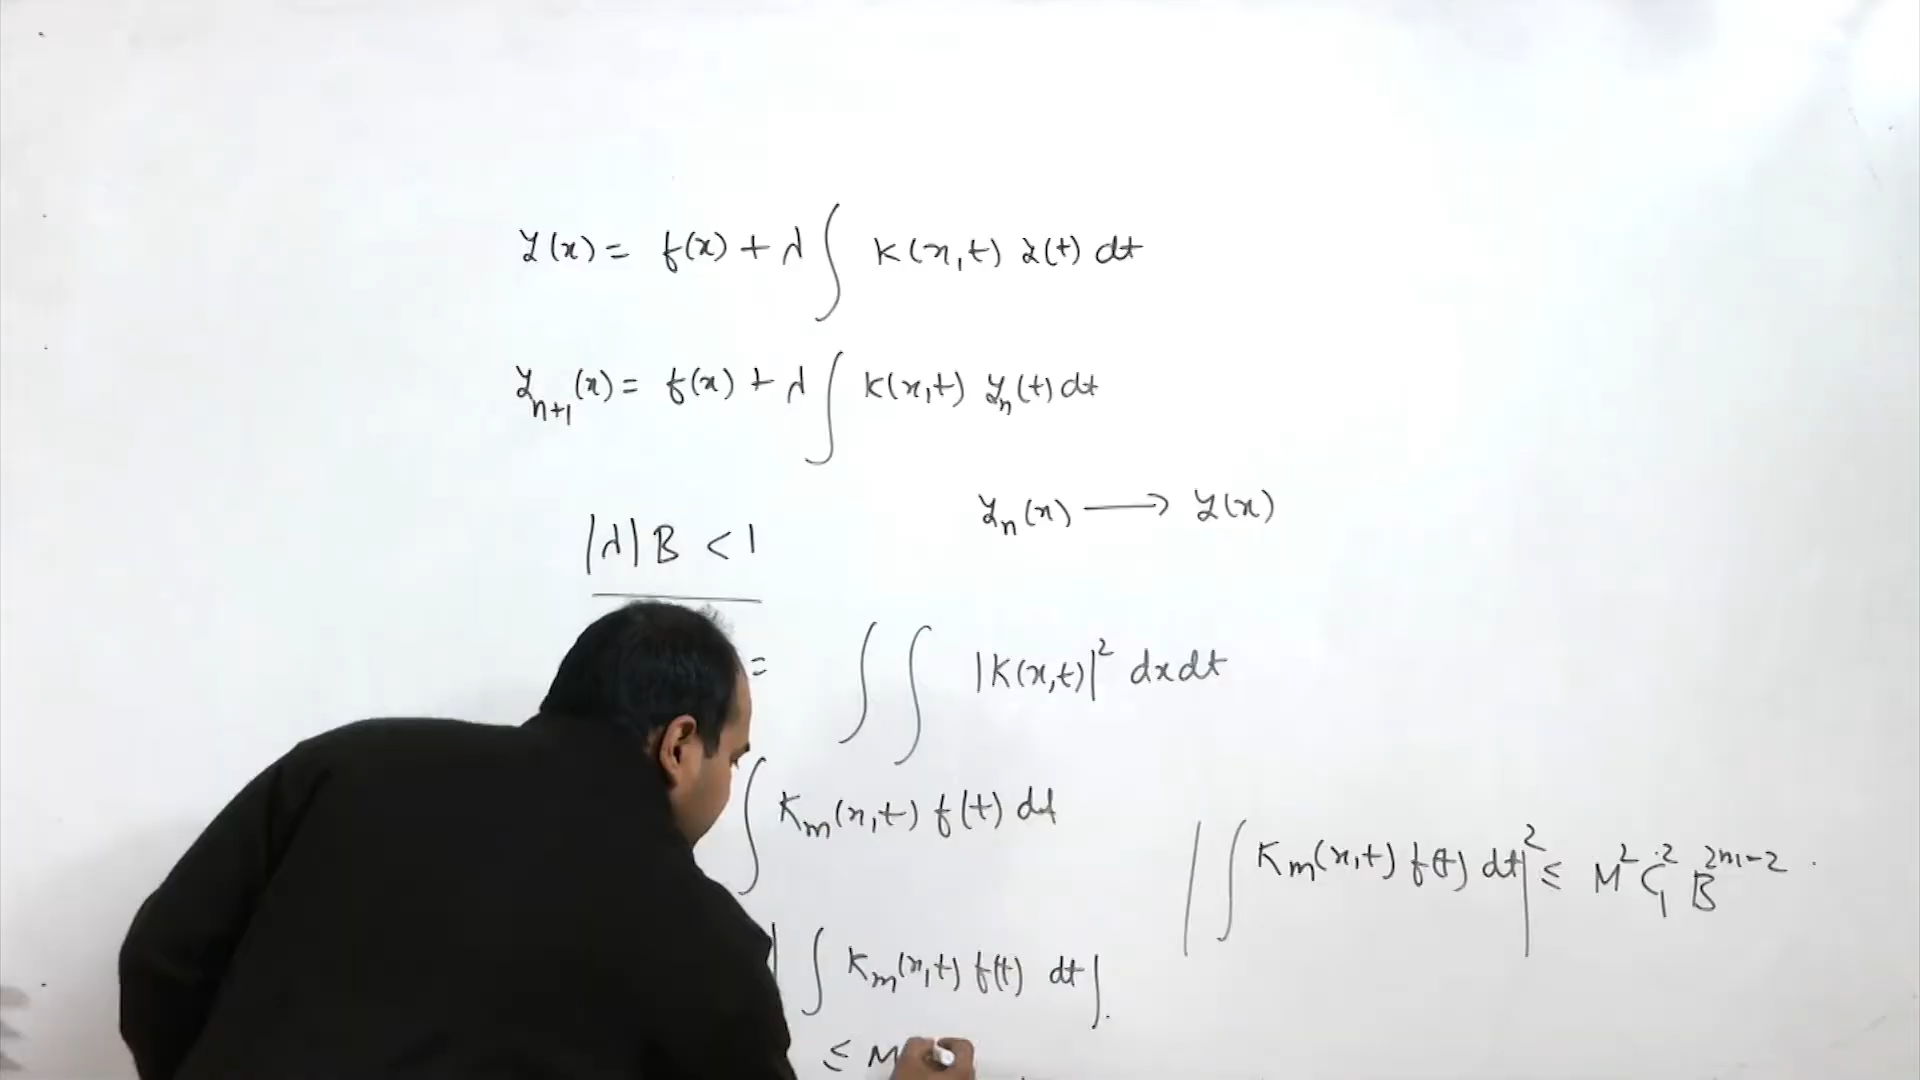 y(x) = f(x) + λ ∫ K(x,t) y(t) dt
y_{n+1}(x) = f(x) + λ ∫ K(x,t) y_n(t) dt
y_n(x) ⟶ y(x)
|λ| B < 1
= ∫ ∫ |K(x,t)|² dx dt
∫ K_m(x,t) f(t) dt
| ∫ K_m(x,t) f(t) dt |² ≤ M² C₁² B^{2m-2}
| ∫ K_m(x,t) f(t) dt |.
≤ M